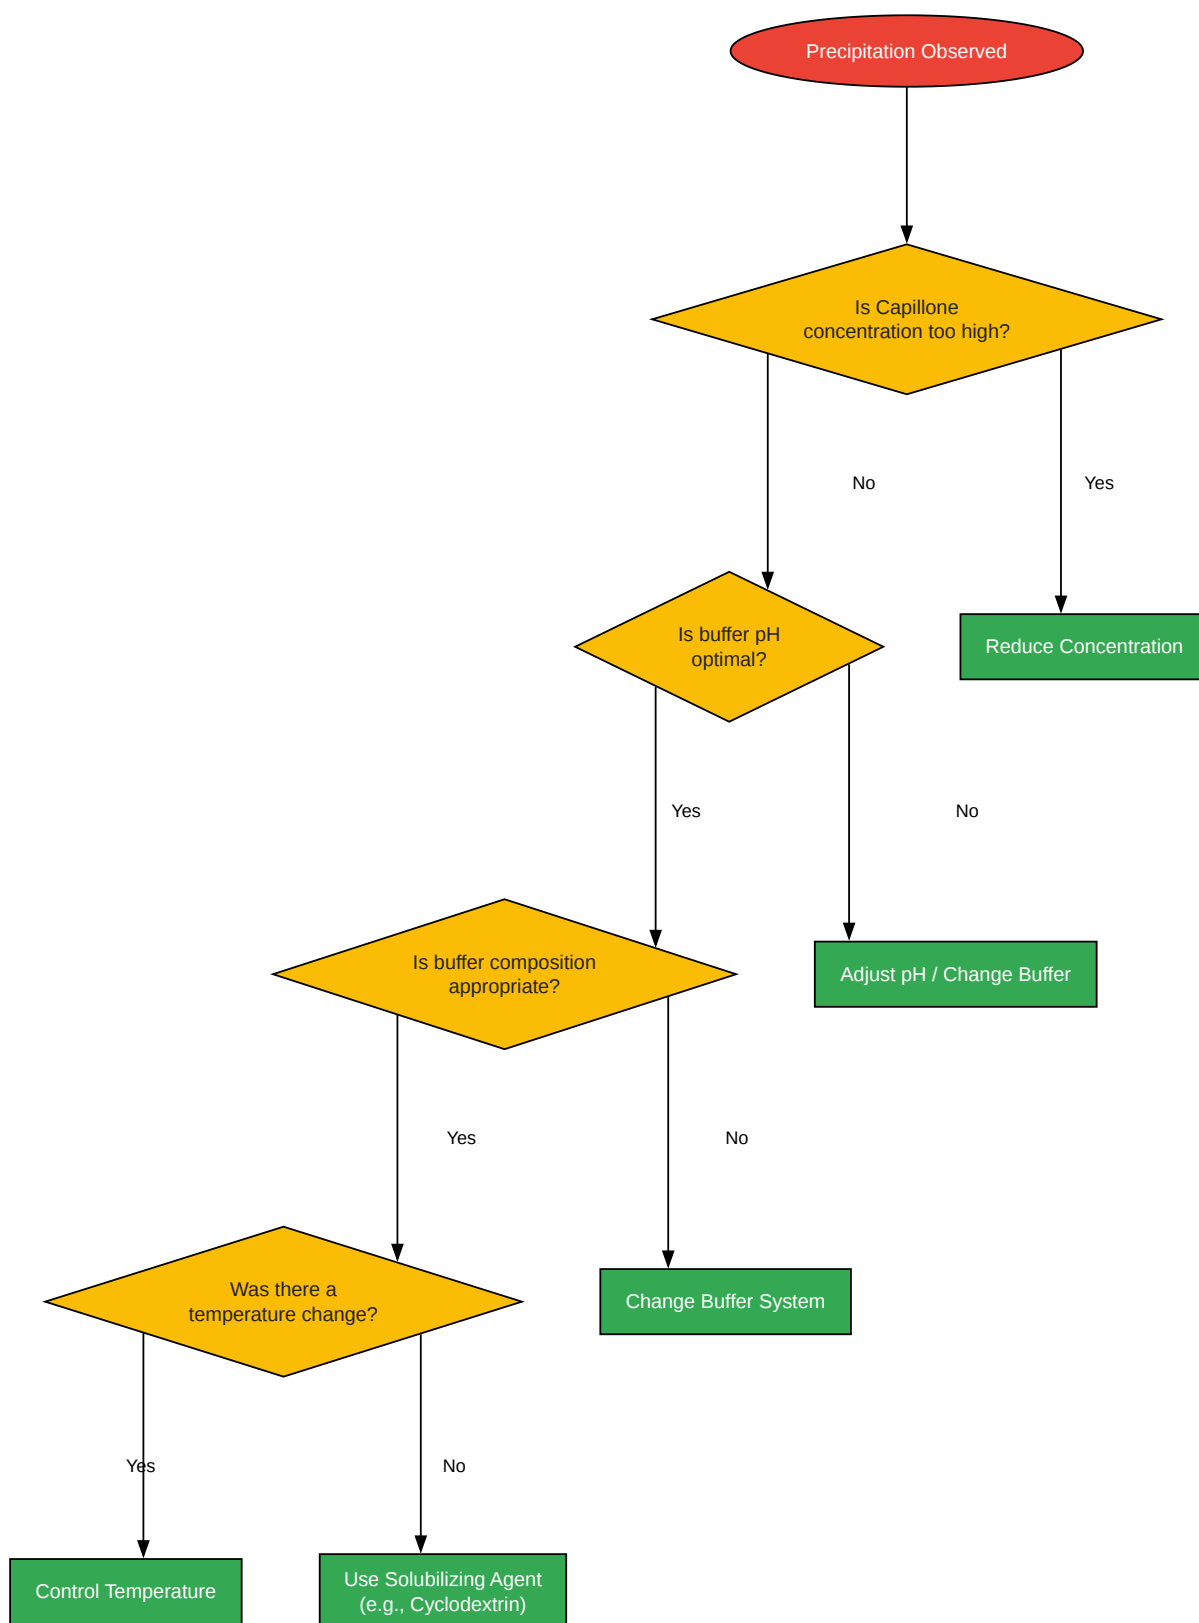 Precipitation Observed
Is Capillone
concentration too high?
No
Yes
Is buffer pH
optimal?
Reduce Concentration
Yes
No
Is buffer composition
appropriate?
Adjust pH / Change Buffer
Yes
No
Was there a
temperature change?
Change Buffer System
Yes
No
Control Temperature
Use Solubilizing Agent
(e.g., Cyclodextrin)